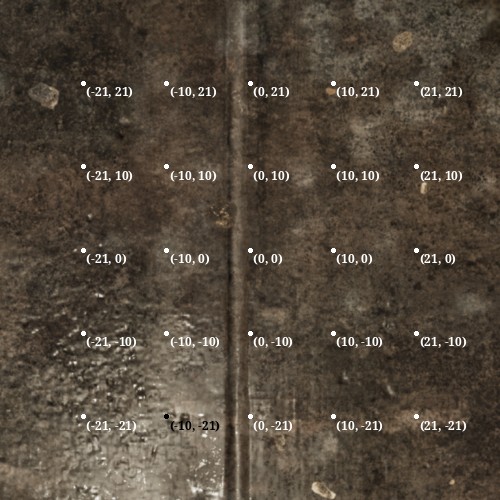 (-21, 21) (-10, 21) (0, 21) (10, 21) (21, 21)
(-21, 10) (-10, 10) (0, 10) (10, 10) (21, 10)
(-21, 0) (-10, 0) (0, 0) (10, 0) (21, 0)
(-21, -10) (-10, -10) (0, -10) (10, -10) (21, -10)
(-21, -21) (-10, -21) (0, -21) (10, -21) (21, -21)